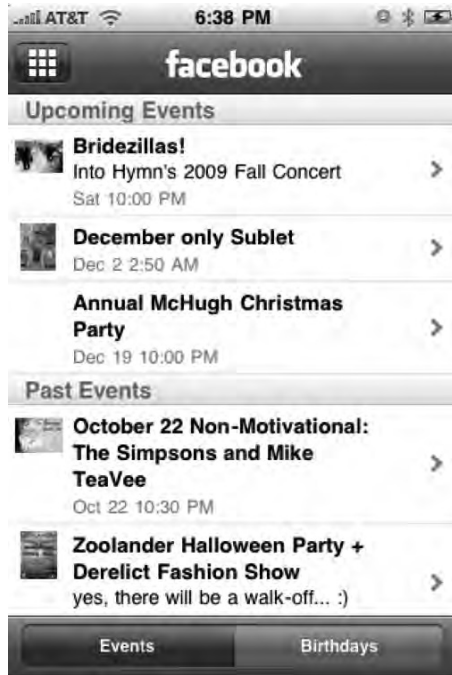 AT&T 6:38 PM
facebook
Upcoming Events
Bridezillas!
Into Hymn's 2009 Fall Concert
Sat 10:00 PM
December only Sublet
Dec 2 2:50 AM
Annual McHugh Christmas
Party
Dec 19 10:00 PM
Past Events
October 22 Non-Motivational:
The Simpsons and Mike
TeaVee
Oct 22 10:30 PM
Zoolander Halloween Party +
Derelict Fashion Show
yes, there will be a walk-off... :)
Events Birthdays